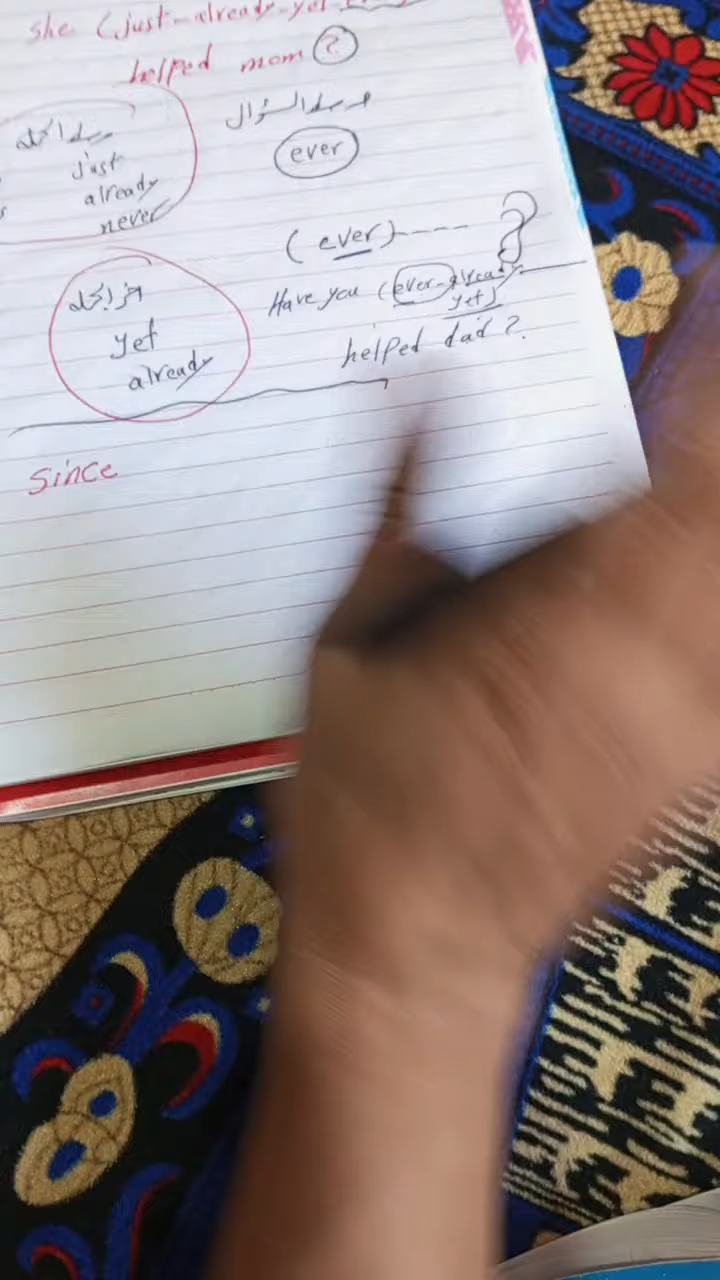 she (just - already - yet
helped mom ?
وسط الجملة
just
already
never
وسط السؤال
ever
(ever) ---- ?
آخر الجملة
yet
already
Have you (ever - already
yet)
helped dad ?
Since